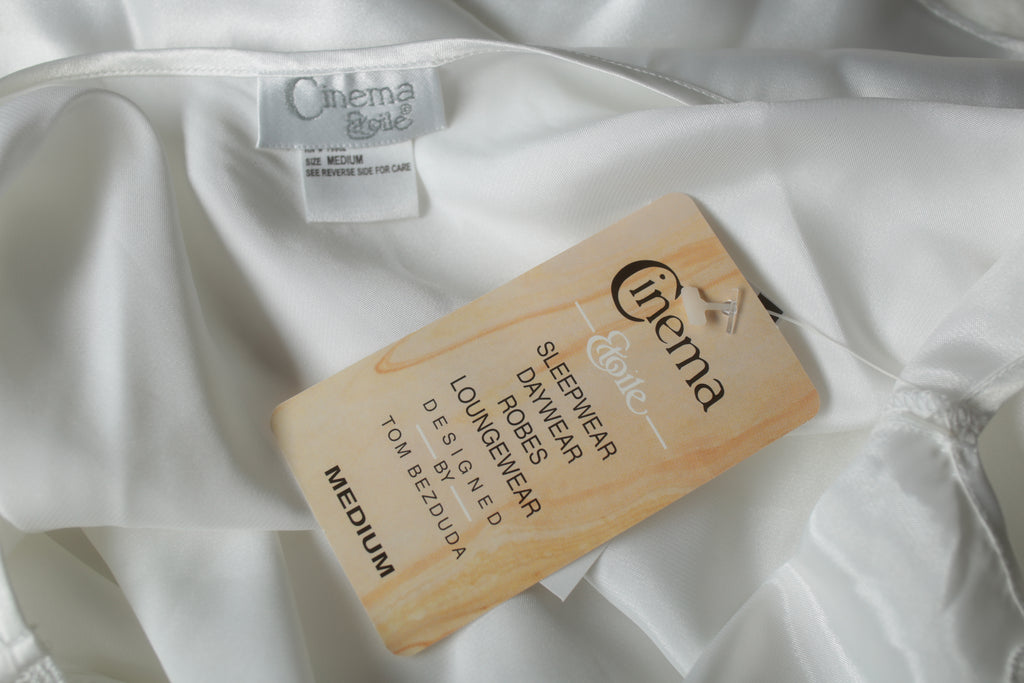 Cinema
Etoile®
SIZE MEDIUM
SEE REVERSE SIDE FOR CARE
Cinema
Etoile
SLEEPWEAR
DAYWEAR
ROBES
LOUNGEWEAR
DESIGNED
BY
TOM BEZDUDA
MEDIUM